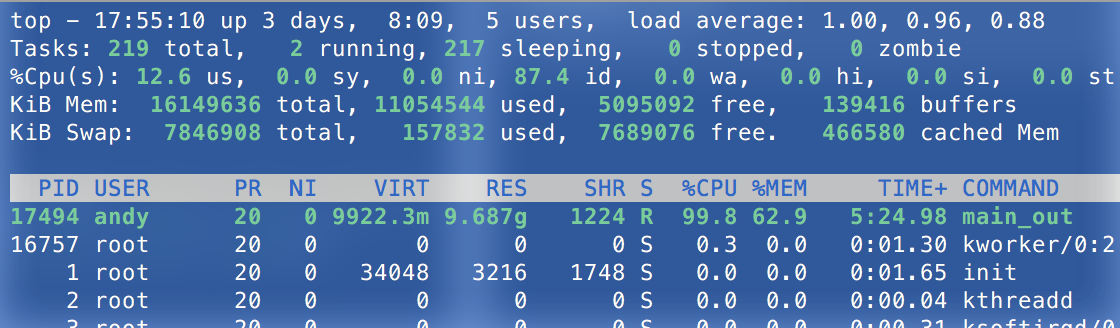 top - 17:55:10 up 3 days,  8:09,  5 users,  load average: 1.00, 0.96, 0.88
Tasks: 219 total,   2 running, 217 sleeping,   0 stopped,   0 zombie
%Cpu(s): 12.6 us,  0.0 sy,  0.0 ni, 87.4 id,  0.0 wa,  0.0 hi,  0.0 si,  0.0 st
KiB Mem:  16149636 total, 11054544 used,  5095092 free,   139416 buffers
KiB Swap:  7846908 total,   157832 used,  7689076 free.   466580 cached Mem
  PID USER      PR  NI    VIRT    RES    SHR S  %CPU %MEM     TIME+ COMMAND
17494 andy      20   0 9922.3m 9.687g   1224 R  99.8 62.9   5:24.98 main_out
16757 root      20   0       0      0      0 S   0.3  0.0   0:01.30 kworker/0:2
    1 root      20   0   34048   3216   1748 S   0.0  0.0   0:01.65 init
    2 root      20   0       0      0      0 S   0.0  0.0   0:00.04 kthreadd
    3 root      20   0       0      0      0 S   0.0  0.0   0:00.31 ksoftirqd/0